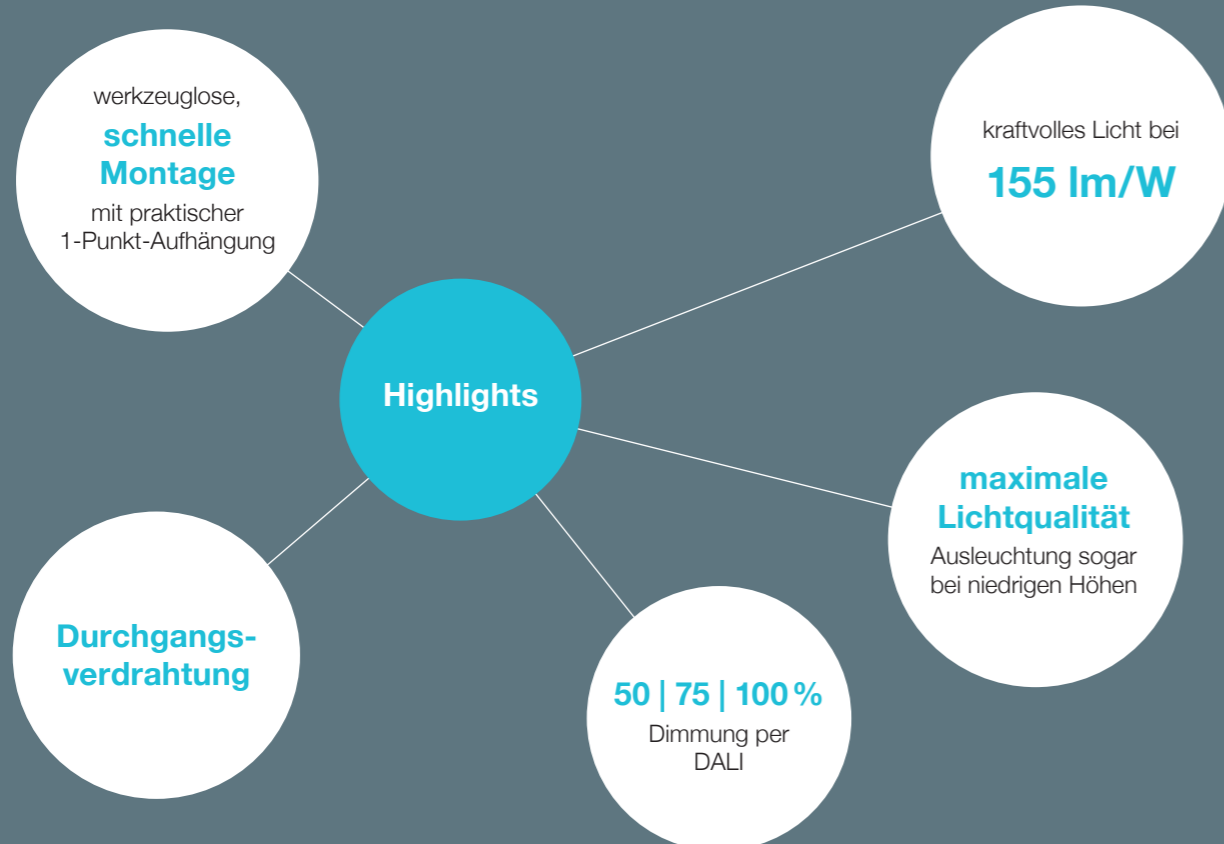 werkzeuglose,
schnelle
Montage
mit praktischer
1-Punkt-Aufhängung
kraftvolles Licht bei
155 lm/W
Highlights
maximale
Lichtqualität
Ausleuchtung sogar
bei niedrigen Höhen
Durchgangs-
verdrahtung
50 | 75 | 100 %
Dimmung per
DALI